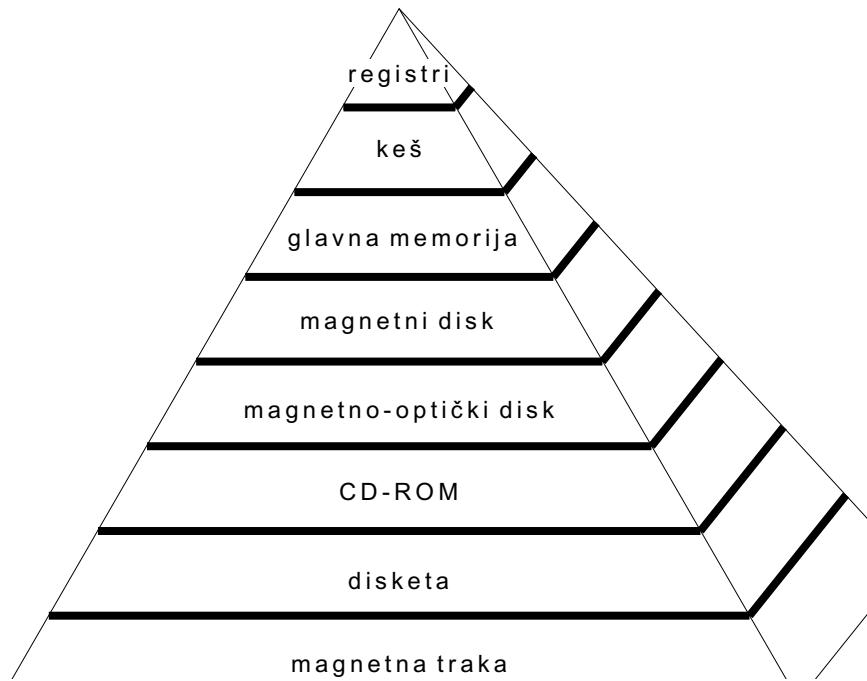 registri
keš
glavna memorija
magnetni disk
magnetno-optički disk
CD-ROM
disketa
magnetna traka